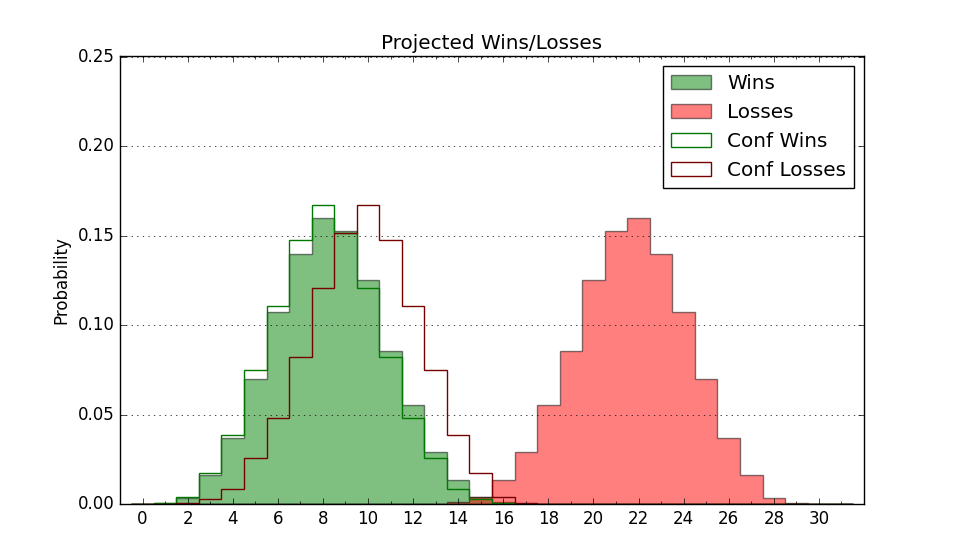 Projected Wins/Losses
0.25
0.20
0.15
0.10
0.05
0.00
Probability
Wins
Losses
Conf Wins
Conf Losses
0 2 4 6 8 10 12 14 16 18 20 22 24 26 28 30